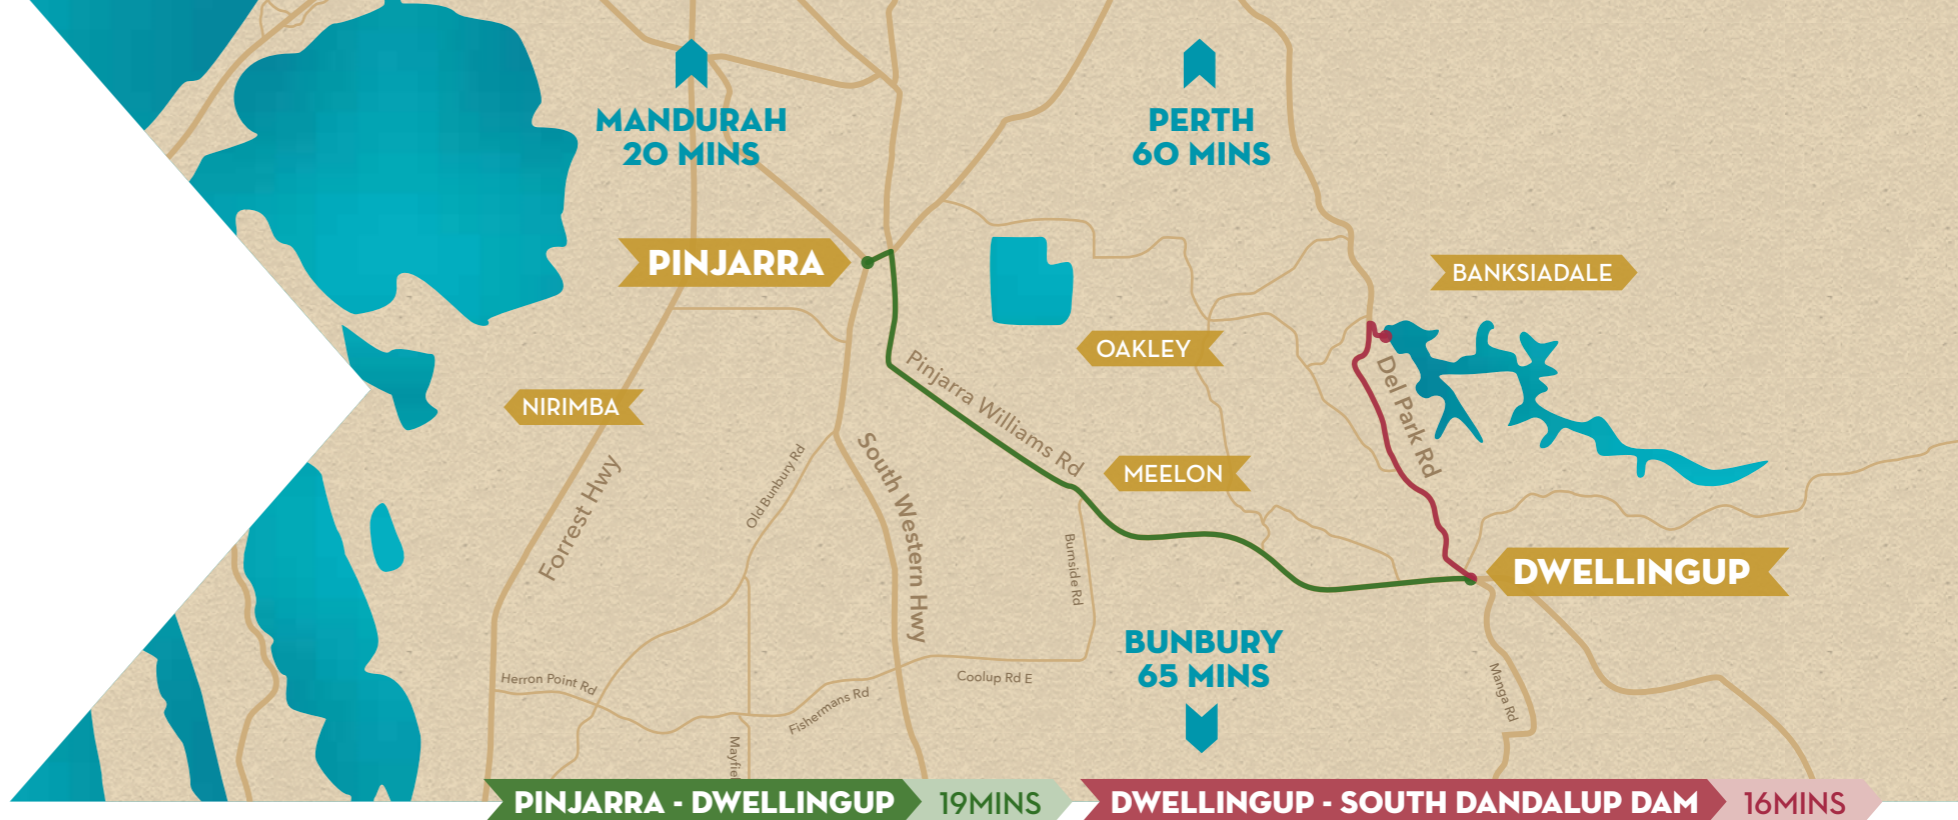 MANDURAH
20 MINS
PERTH
60 MINS
PINJARRA
BANKSIADALE
OAKLEY
Pinjarra Williams Rd
Del Park Rd
NIRIMBA
MEELON
Forrest Hwy
Old Bunbury Rd
South Western Hwy
Burnside Rd
DWELLINGUP
BUNBURY
65 MINS
Herron Point Rd
Fishermans Rd
Coolup Rd E
Manga Rd
Mayfie
PINJARRA - DWELLINGUP 19MINS
DWELLINGUP - SOUTH DANDALUP DAM 16MINS